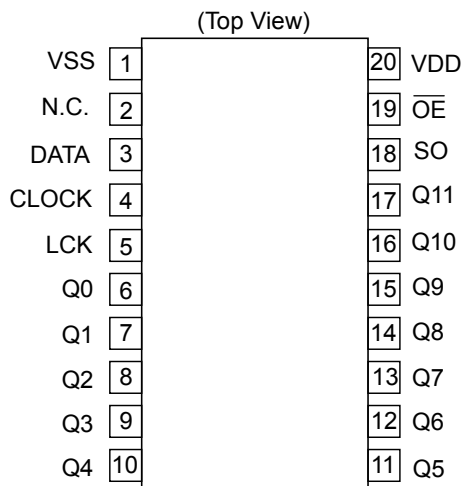 (Top View)
VSS 1 20 VDD
N.C. 2 19 O̅E̅
DATA 3 18 SO
CLOCK 4 17 Q11
LCK 5 16 Q10
Q0 6 15 Q9
Q1 7 14 Q8
Q2 8 13 Q7
Q3 9 12 Q6
Q4 10 11 Q5